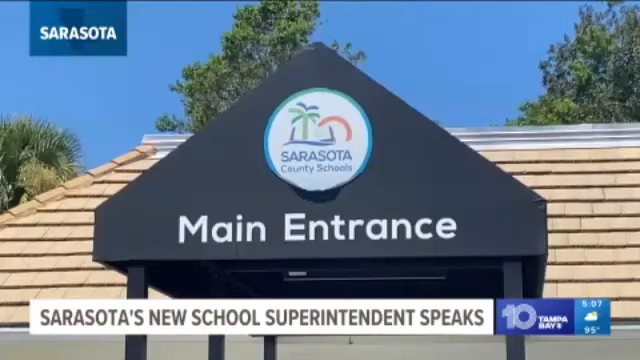 SARASOTA
SARASOTA
County Schools
Main Entrance
SARASOTA'S NEW SCHOOL SUPERINTENDENT SPEAKS
10
TAMPA
BAY
5:07
95°